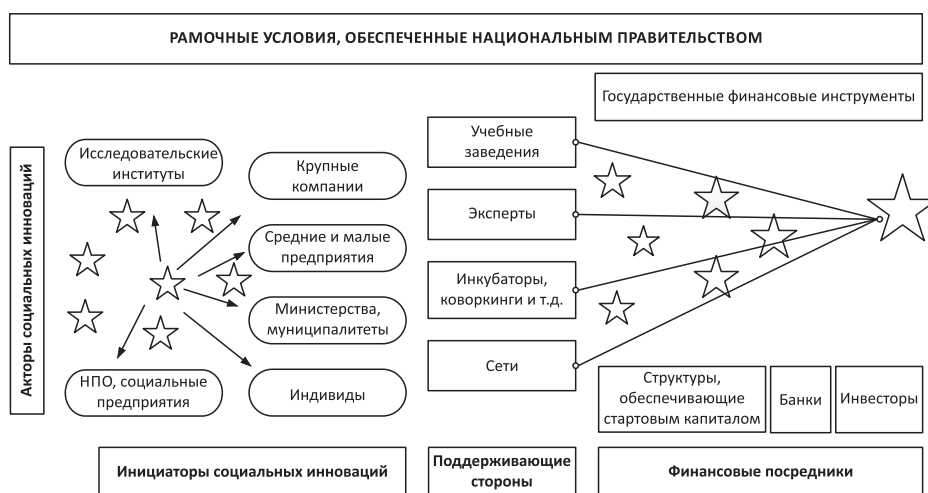 РАМОЧНЫЕ УСЛОВИЯ, ОБЕСПЕЧЕННЫЕ НАЦИОНАЛЬНЫМ ПРАВИТЕЛЬСТВОМ
Государственные финансовые инструменты
Акторы социальных инноваций
Исследовательские
институты
Крупные
компании
Средние и малые
предприятия
Министерства,
муниципалитеты
НПО, социальные
предприятия
Индивиды
Учебные
заведения
Эксперты
Инкубаторы,
коворкинги и т.д.
Сети
Структуры,
обеспечивающие
стартовым капиталом
Банки
Инвесторы
Инициаторы социальных инноваций
Поддерживающие
стороны
Финансовые посредники